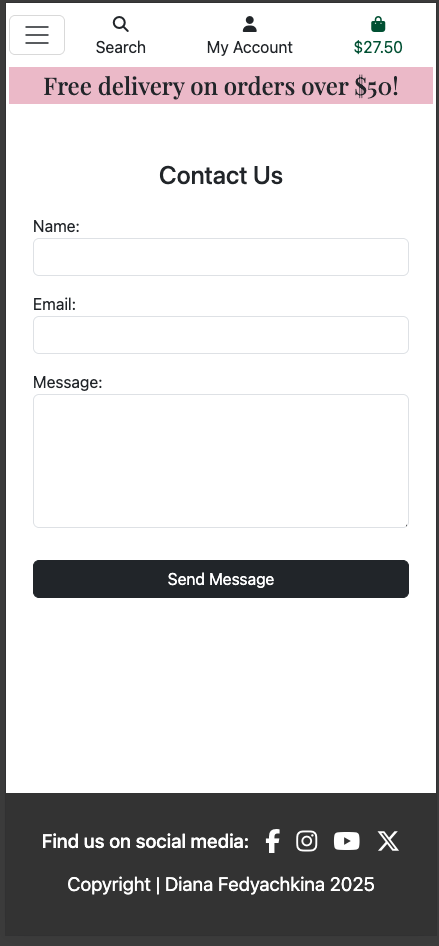 Search My Account $27.50
Free delivery on orders over $50!
Contact Us
Name:
Email:
Message:
Send Message
Find us on social media:
Copyright | Diana Fedyachkina 2025